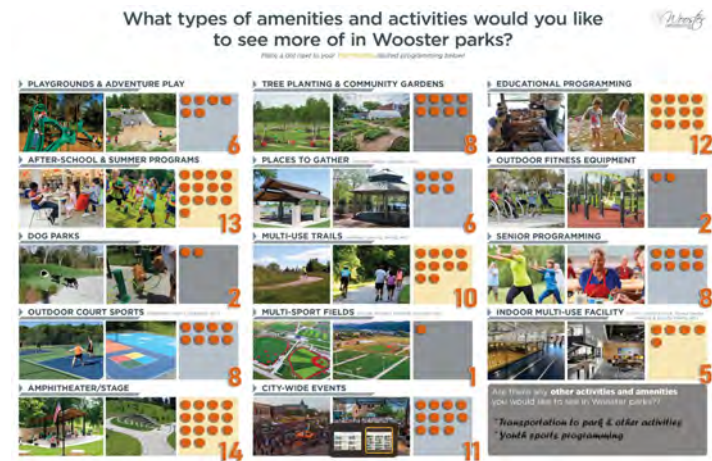 What types of amenities and activities would you like
to see more of in Wooster parks?
Wooster
PLAYGROUNDS & ADVENTURE PLAY
6
TREE PLANTING & COMMUNITY GARDENS
8
EDUCATIONAL PROGRAMMING
12
AFTER-SCHOOL & SUMMER PROGRAMS
13
PLACES TO GATHER
6
OUTDOOR FITNESS EQUIPMENT
2
DOG PARKS
2
MULTI-USE TRAILS
10
SENIOR PROGRAMMING
8
OUTDOOR COURT SPORTS
8
MULTI-SPORT FIELDS
1
INDOOR MULTI-USE FACILITY
5
AMPHITHEATER/STAGE
14
CITY-WIDE EVENTS
11
Are there any other activities and amenities
you would like to see in Wooster parks?
*Transportation to park & other activities
*Youth sports programming